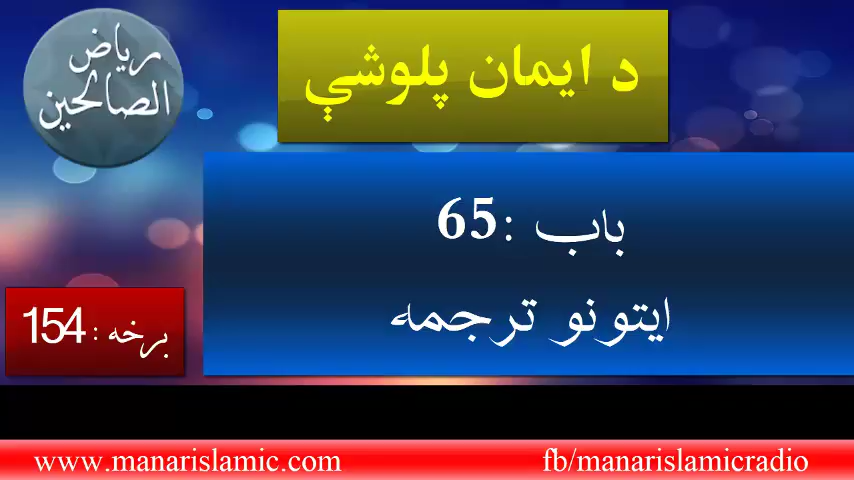 رياض
الصالحين
د ايمان پلوشې
باب :65
ايتونو ترجمه
برخه : 154
www.manarislamic.com
fb/manarislamicradio